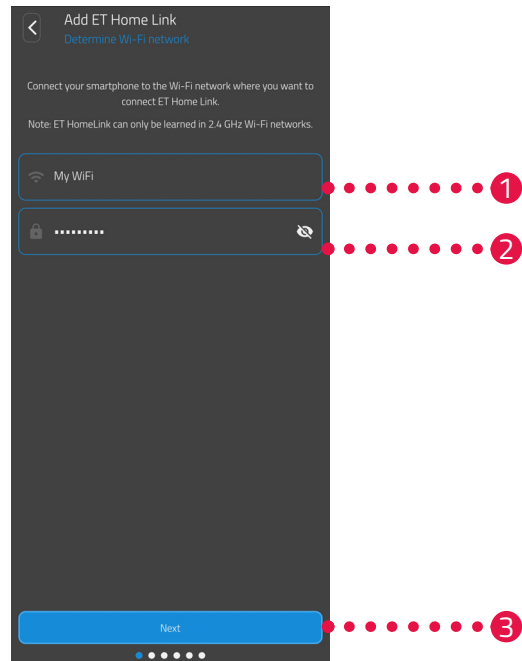 Add ET Home Link
Determine Wi-Fi network
Connect your smartphone to the Wi-Fi network where you want to
connect ET Home Link.
Note: ET HomeLink can only be learned in 2.4 GHz Wi-Fi networks.
My WiFi
1
•••••••••
2
Next
3